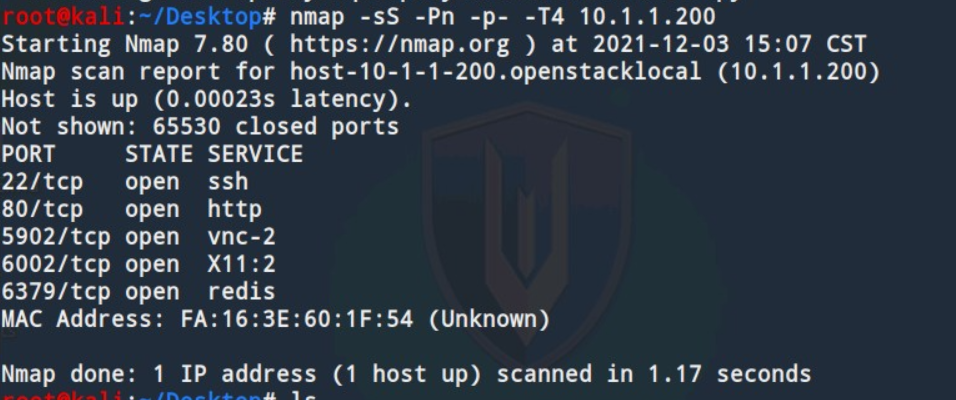 root@kali:~/Desktop# nmap -sS -Pn -p- -T4 10.1.1.200
Starting Nmap 7.80 ( https://nmap.org ) at 2021-12-03 15:07 CST
Nmap scan report for host-10-1-1-200.openstacklocal (10.1.1.200)
Host is up (0.00023s latency).
Not shown: 65530 closed ports
PORT     STATE SERVICE
22/tcp   open  ssh
80/tcp   open  http
5902/tcp open  vnc-2
6002/tcp open  X11:2
6379/tcp open  redis
MAC Address: FA:16:3E:60:1F:54 (Unknown)
Nmap done: 1 IP address (1 host up) scanned in 1.17 seconds
root@kali:~/Desktop# ls